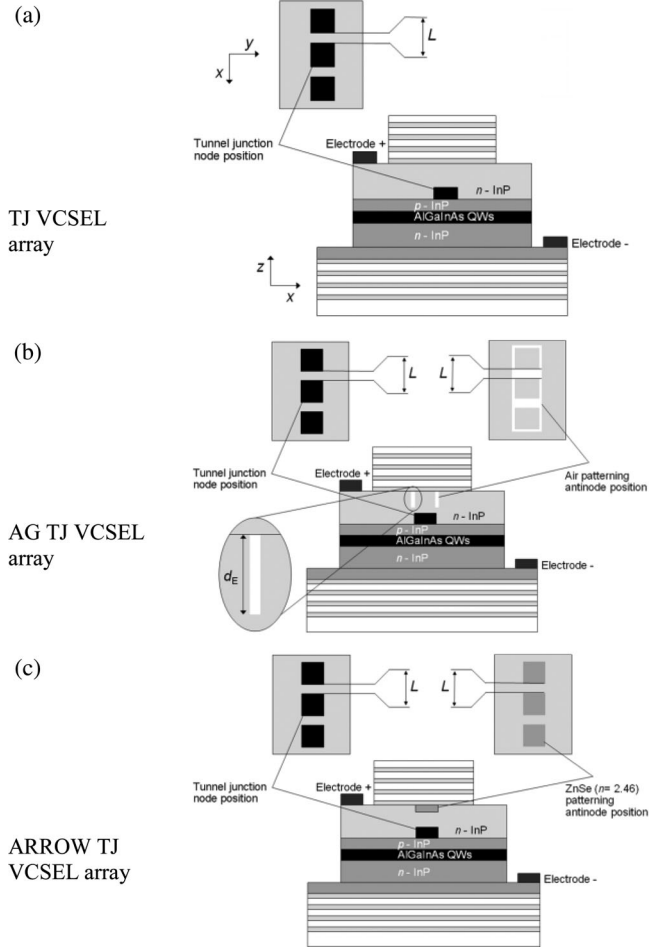 (a)
L
y
x
Tunnel junction
node position
Electrode +
n - InP
p - InP
AlGaInAs QWs
n - InP
Electrode -
z
x
TJ VCSEL
array
(b)
L
L
Tunnel junction
node position
Electrode +
Air patterning
antinode position
n - InP
p - InP
AlGaInAs QWs
n - InP
Electrode -
dE
AG TJ VCSEL
array
(c)
L
L
Tunnel junction
node position
Electrode +
ZnSe (n= 2.46)
patterning
antinode position
n - InP
p - InP
AlGaInAs QWs
n - InP
Electrode -
ARROW TJ
VCSEL array